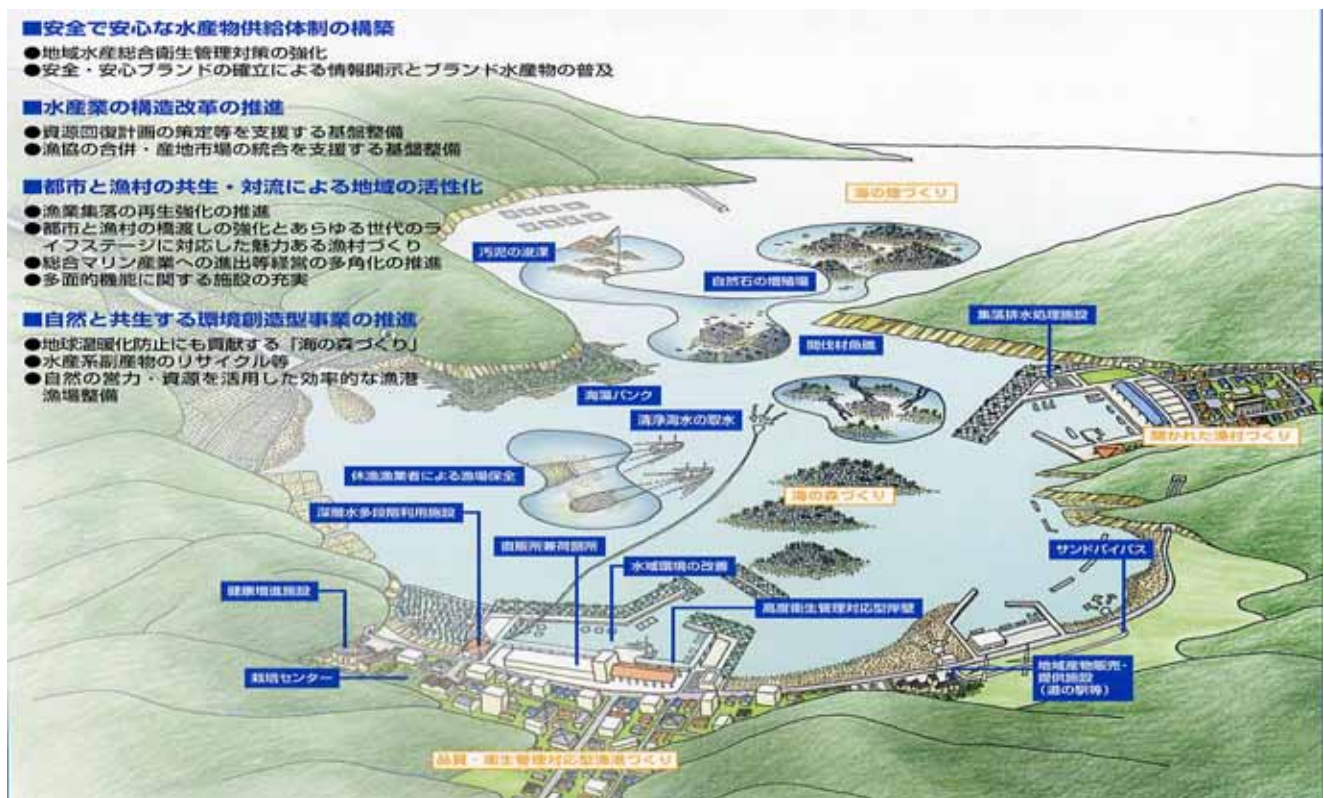 ■安全で安心な水産物供給体制の構築
●地域水産総合衛生管理対策の強化
●安全・安心ブランドの確立による情報開示とブランド水産物の普及
■水産業の構造改革の推進
●資源回復計画の策定等を支援する基盤整備
●漁協の合併・産地市場の統合を支援する基盤整備
■都市と漁村の共生・対流による地域の活性化
●漁業集落の再生強化の推進
●都市と漁村の橋渡しの強化とあらゆる世代のラ
イフステージに対応した魅力ある漁村づくり
●総合マリン産業への進出等経営の多角化の推進
●多面的機能に関する施設の充実
■自然と共生する環境創造型事業の推進
●地球温暖化防止にも貢献する「海の森づくり」
●水産系副産物のリサイクル等
●自然の営力・資源を活用した効率的な漁港
漁場整備
海の畑づくり
汚泥の浚渫
自然石の増殖場
集落排水処理施設
間伐材魚礁
海藻バンク
清浄海水の取水
開かれた漁村づくり
休漁漁業者による漁場保全
海の森づくり
深層水多段階利用施設
直販所兼荷捌所
水域環境の改善
サンドバイパス
健康増進施設
高度衛生管理対応型岸壁
栽培センター
地域産物販売・
提供施設
(道の駅等)
品質・衛生管理対応型漁港づくり